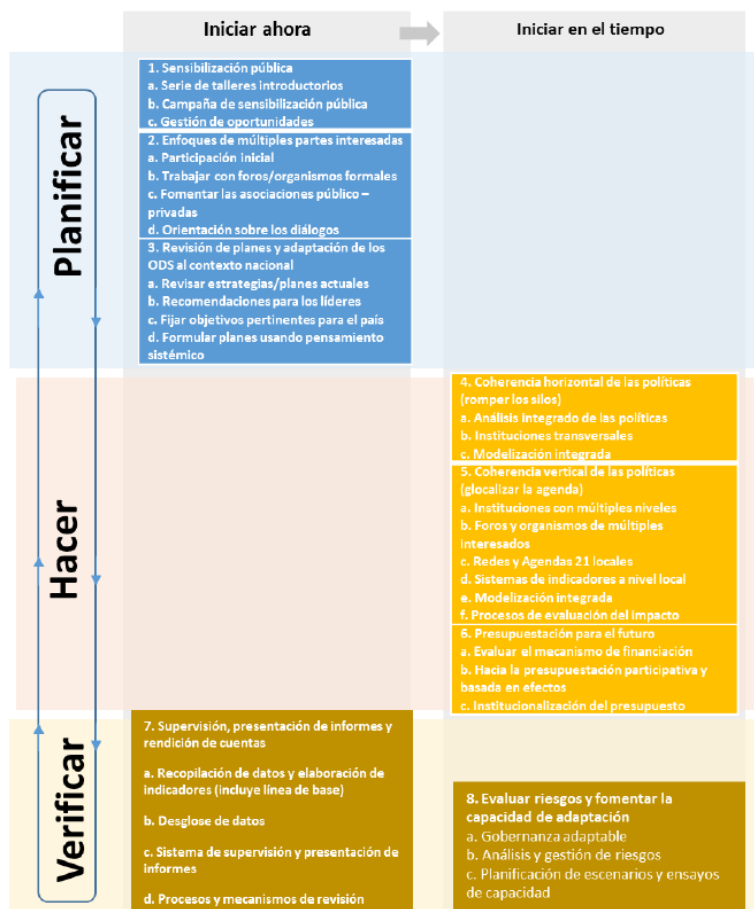 Iniciar ahora
Iniciar en el tiempo
Planificar
1. Sensibilización pública
a. Serie de talleres introductorios
b. Campaña de sensibilización pública
c. Gestión de oportunidades
2. Enfoques de múltiples partes interesadas
a. Participación inicial
b. Trabajar con foros/organismos formales
c. Fomentar las asociaciones público –
privadas
d. Orientación sobre los diálogos
3. Revisión de planes y adaptación de los
ODS al contexto nacional
a. Revisar estrategias/planes actuales
b. Recomendaciones para los líderes
c. Fijar objetivos pertinentes para el país
d. Formular planes usando pensamiento
sistémico
Hacer
4. Coherencia horizontal de las políticas
(romper los silos)
a. Análisis integrado de las políticas
b. Instituciones transversales
c. Modelización integrada
5. Coherencia vertical de las políticas
(glocalizar la agenda)
a. Instituciones con múltiples niveles
b. Foros y organismos de múltiples
interesados
c. Redes y Agendas 21 locales
d. Sistemas de indicadores a nivel local
e. Modelización integrada
f. Procesos de evaluación del impacto
6. Presupuestación para el futuro
a. Evaluar el mecanismo de financiación
b. Hacia la presupuestación participativa y
basada en efectos
c. Institucionalización del presupuesto
Verificar
7. Supervisión, presentación de informes y
rendición de cuentas
a. Recopilación de datos y elaboración de
indicadores (incluye línea de base)
b. Desglose de datos
c. Sistema de supervisión y presentación de
informes
d. Procesos y mecanismos de revisión
8. Evaluar riesgos y fomentar la
capacidad de adaptación
a. Gobernanza adaptable
b. Análisis y gestión de riesgos
c. Planificación de escenarios y ensayos
de capacidad